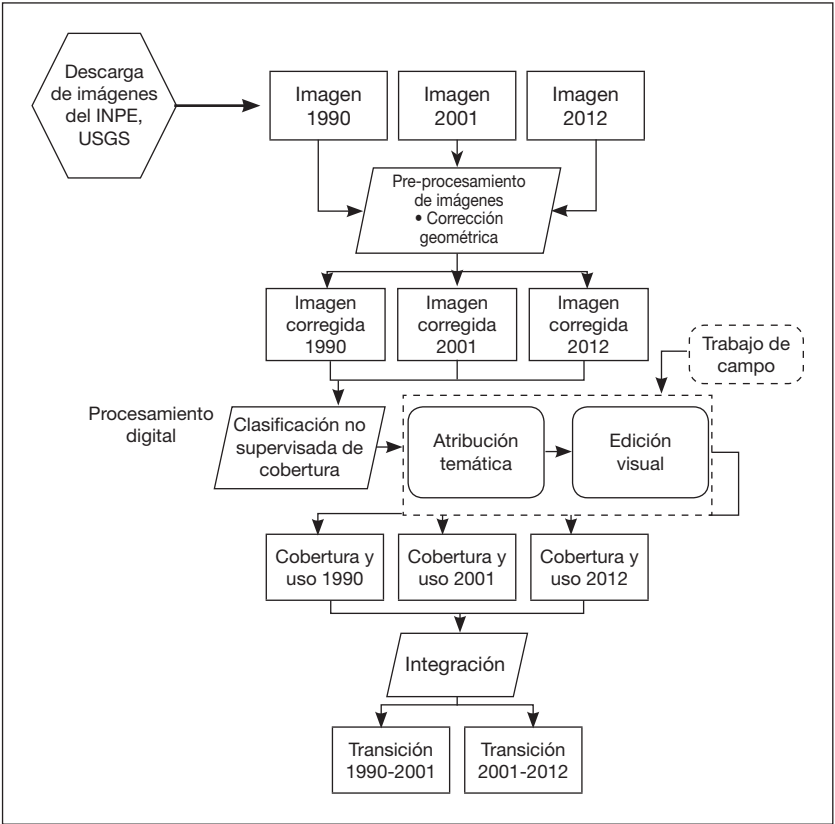 Descarga
de imágenes
del INPE,
USGS
Imagen
1990
Imagen
2001
Imagen
2012
Pre-procesamiento
de imágenes
• Corrección
geométrica
Imagen
corregida
1990
Imagen
corregida
2001
Imagen
corregida
2012
Trabajo de
campo
Procesamiento
digital
Clasificación no
supervisada de
cobertura
Atribución
temática
Edición
visual
Cobertura y
uso 1990
Cobertura y
uso 2001
Cobertura y
uso 2012
Integración
Transición
1990-2001
Transición
2001-2012